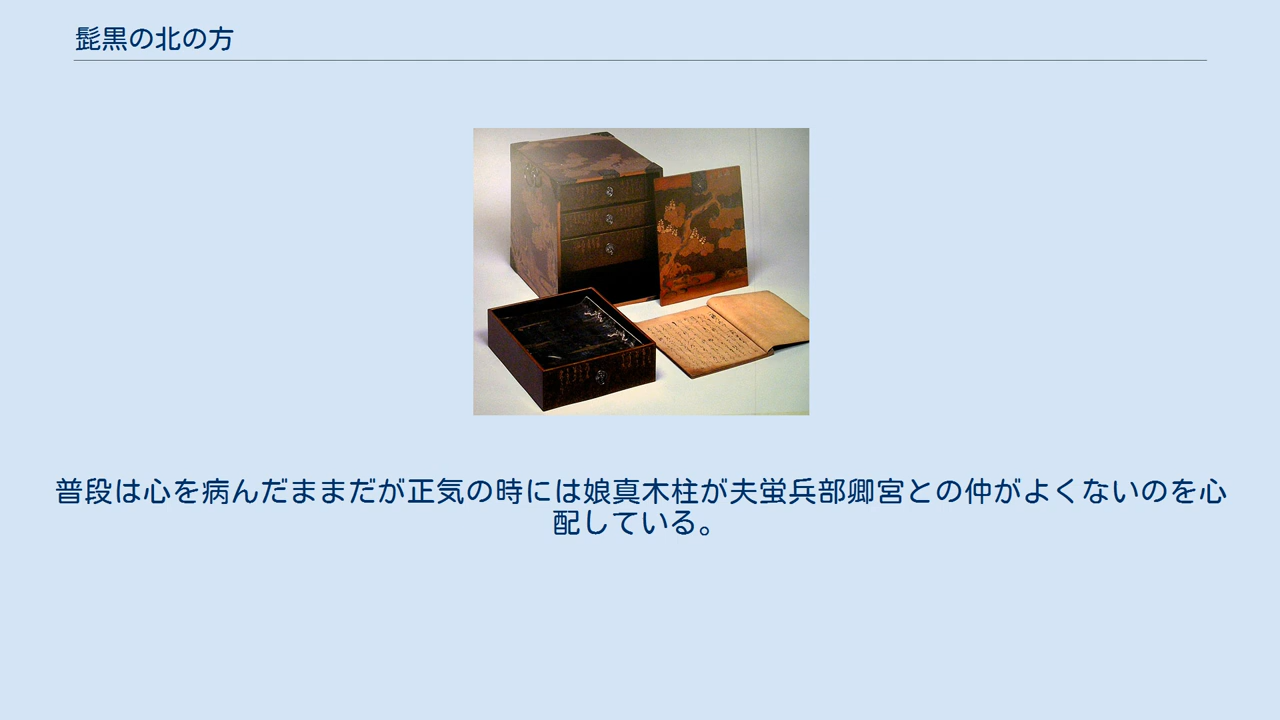 髭黒の北の方
普段は心を病んだままだが正気の時には娘真木柱が夫蛍兵部卿宮との仲がよくないのを心
配している。